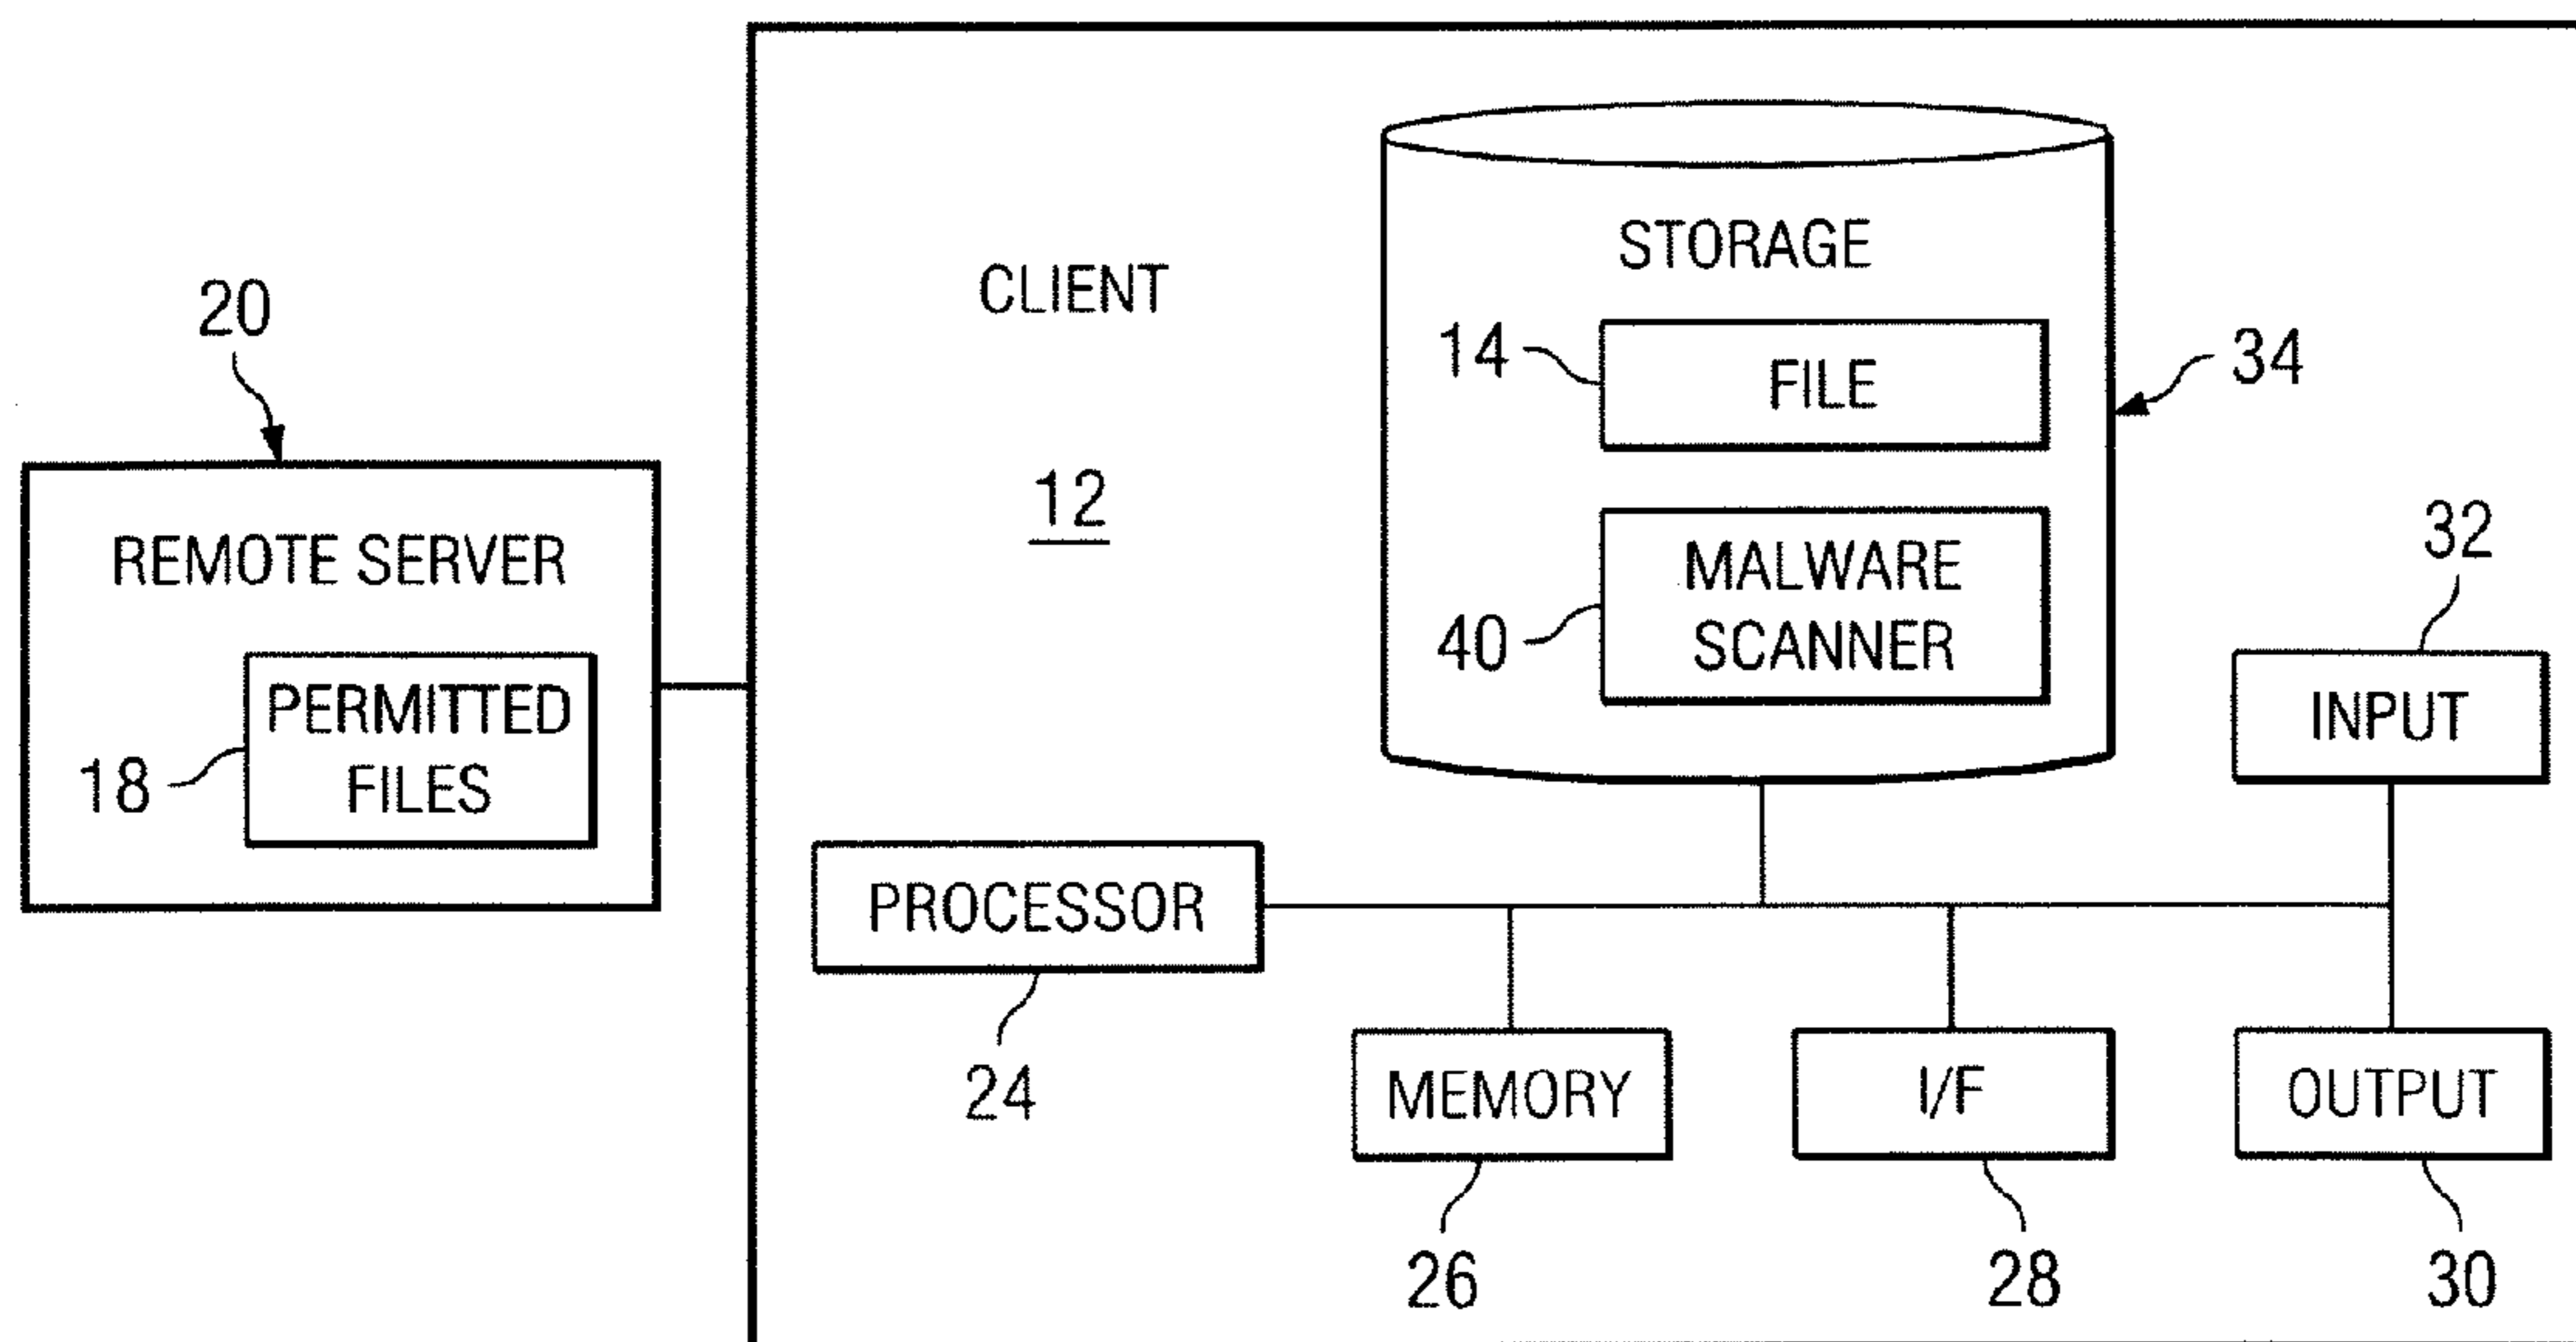 20
REMOTE SERVER
18
PERMITTED
FILES
CLIENT
12
STORAGE
14
FILE
34
40
MALWARE
SCANNER
32
INPUT
PROCESSOR
24
MEMORY
26
I/F
28
OUTPUT
30